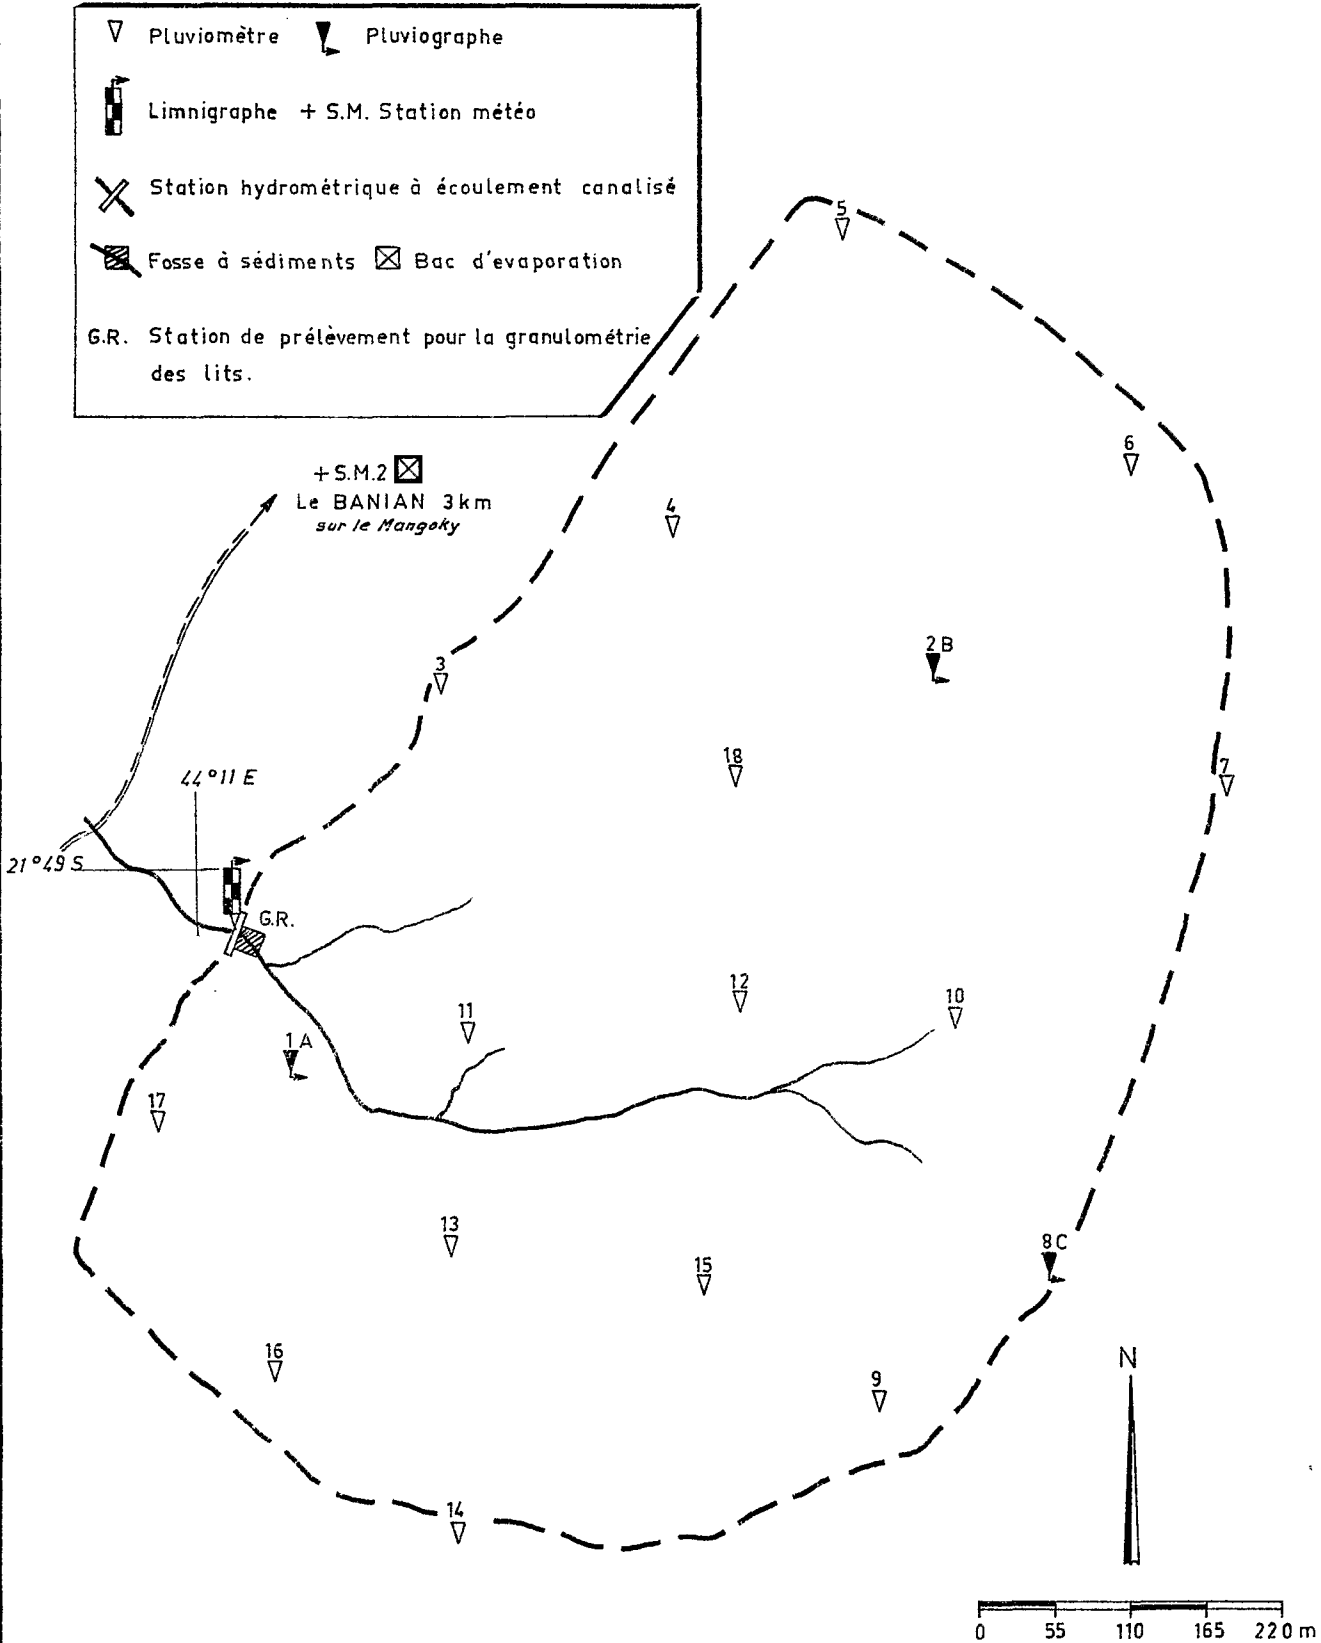 Pluviomètre Pluviographe
Limnigraphe + S.M. Station météo
Station hydrométrique à écoulement canalisé
Fosse à sédiments Bac d'evaporation
G.R. Station de prélèvement pour la granulométrie
des lits.
5
6
+ S.M.2
Le BANIAN 3km
sur le Mangoky
4
2 B
3
18
7
44°11 E
21°49 S
G.R.
12
10
11
1 A
17
13
8 C
15
16
9
N
14
0 55 110 165 220 m